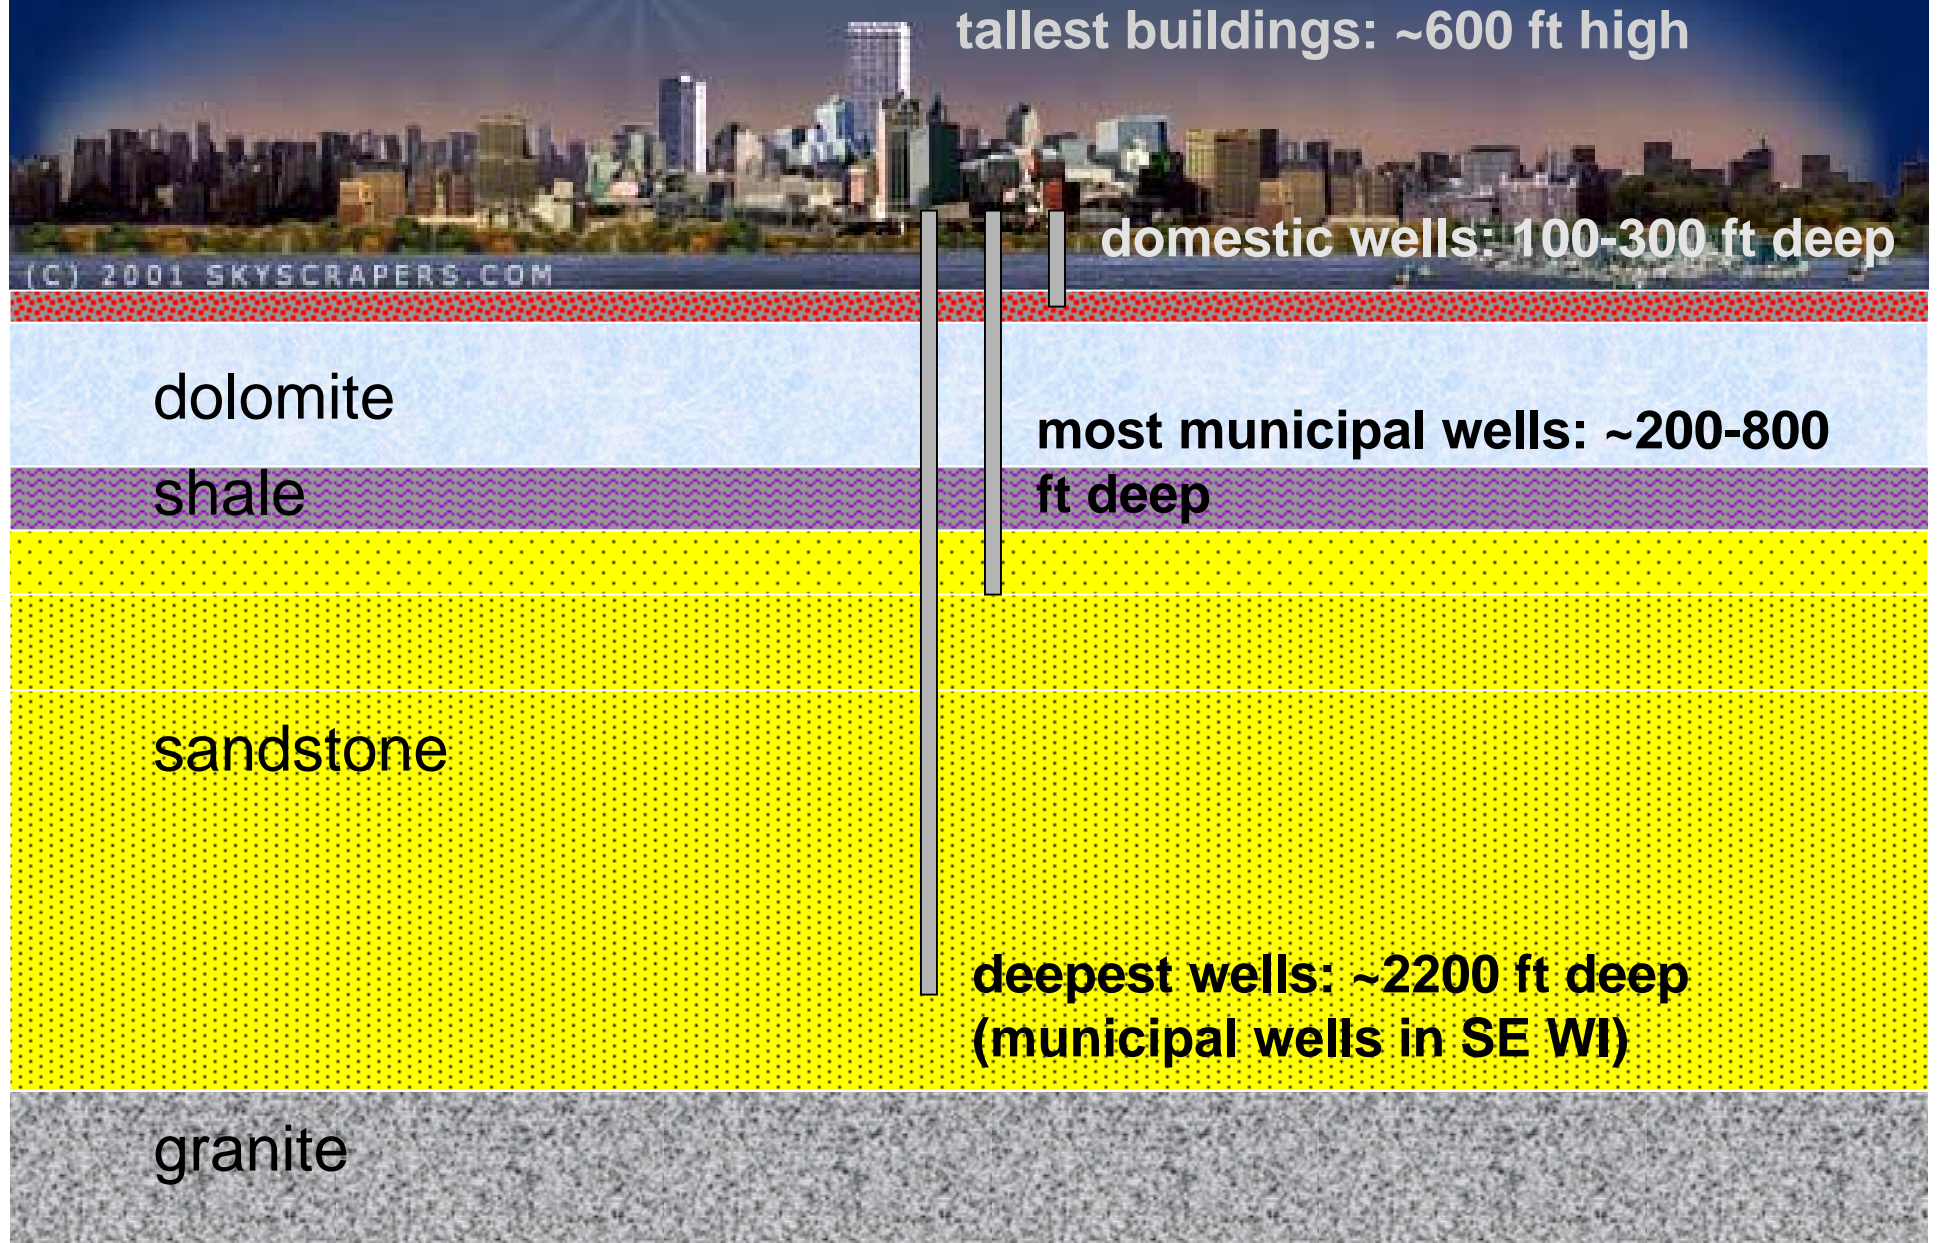 tallest buildings: ~600 ft high
domestic wells: 100-300 ft deep
(C) 2001 SKYSCRAPERS.COM
dolomite
most municipal wells: ~200-800
ft deep
shale
sandstone
deepest wells: ~2200 ft deep
(municipal wells in SE WI)
granite